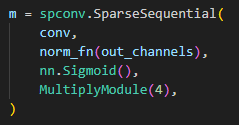 m = spconv.SparseSequential(
    conv,
    norm_fn(out_channels),
    nn.Sigmoid(),
    MultiplyModule(4),
)